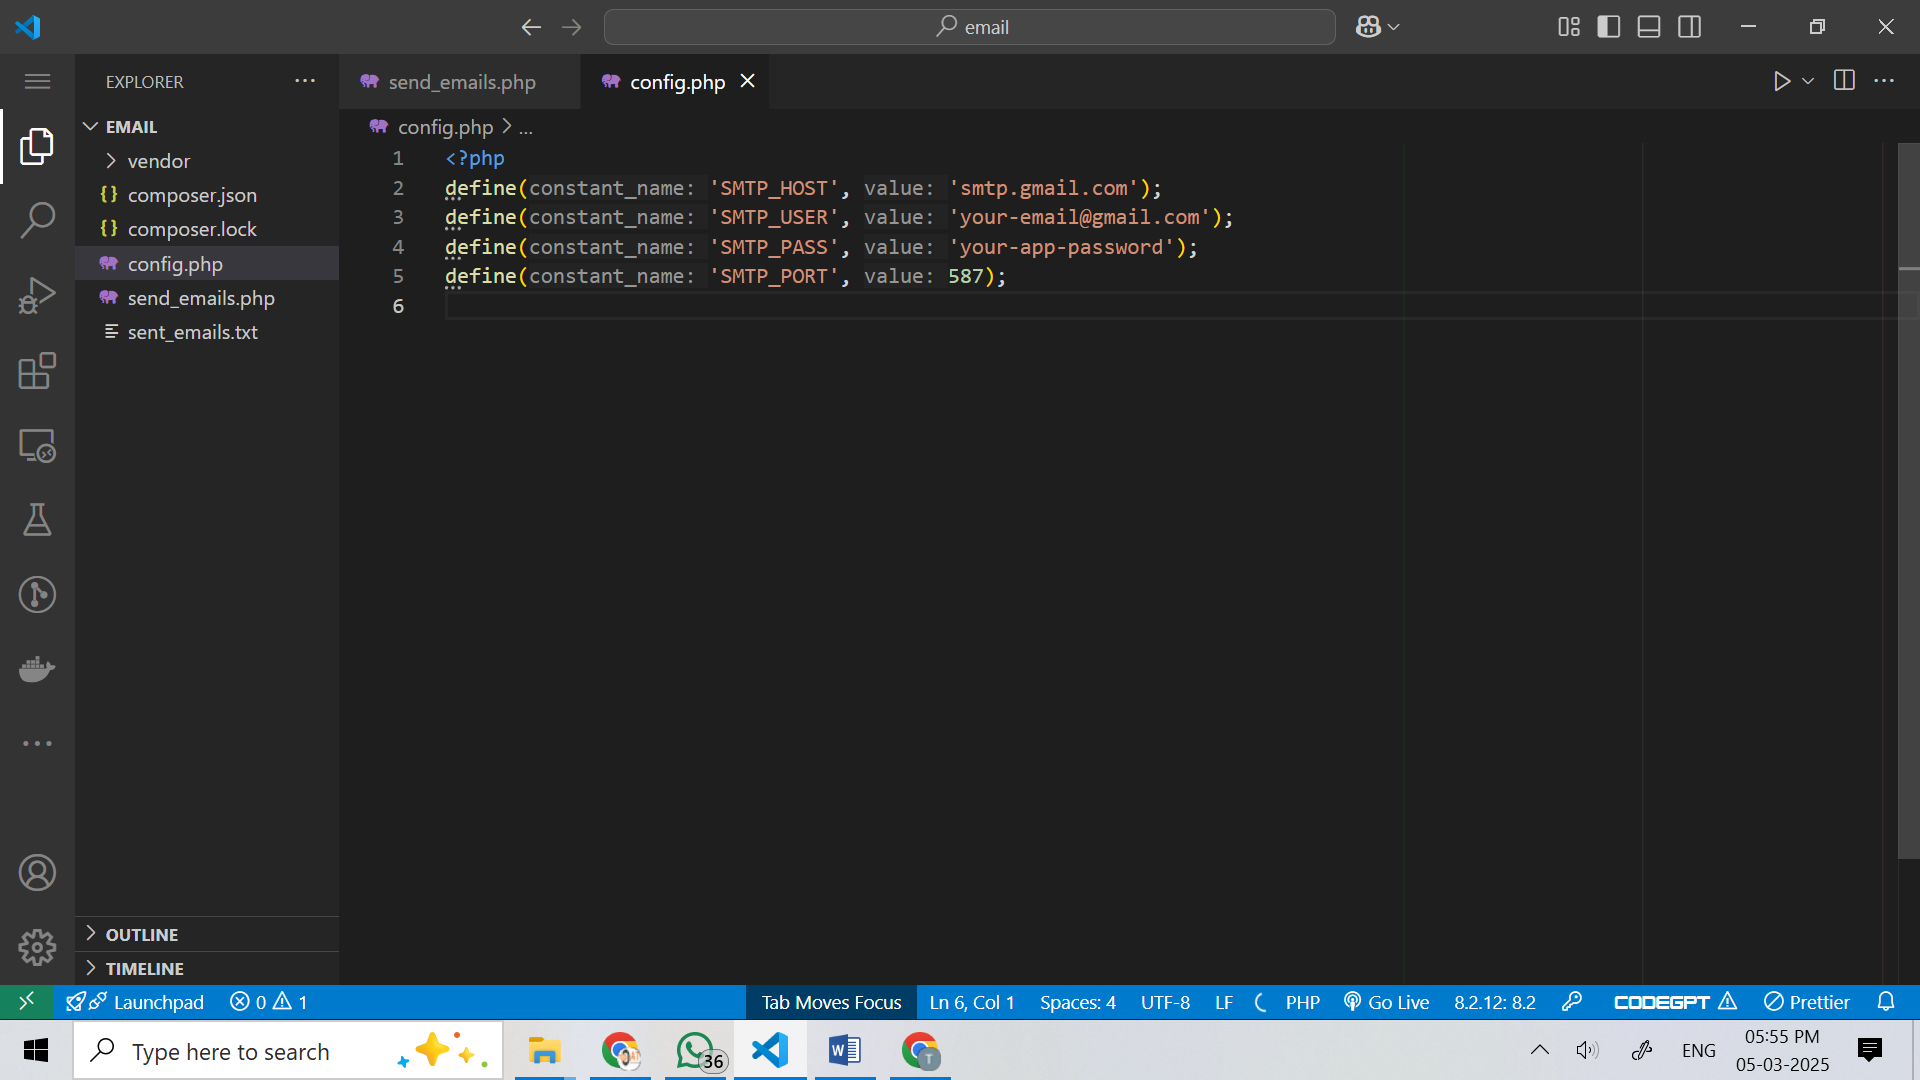 email
EXPLORER
send_emails.php
config.php
EMAIL
vendor
composer.json
composer.lock
config.php
send_emails.php
sent_emails.txt
config.php > ...
1 <?php
2 define(constant_name: 'SMTP_HOST', value: 'smtp.gmail.com');
3 define(constant_name: 'SMTP_USER', value: 'your-email@gmail.com');
4 define(constant_name: 'SMTP_PASS', value: 'your-app-password');
5 define(constant_name: 'SMTP_PORT', value: 587);
6
OUTLINE
TIMELINE
Launchpad 0 1 Tab Moves Focus Ln 6, Col 1 Spaces: 4 UTF-8 LF PHP Go Live 8.2.12: 8.2 CODEGPT Prettier
Type here to search
36
W
T
ENG
05:55 PM
05-03-2025